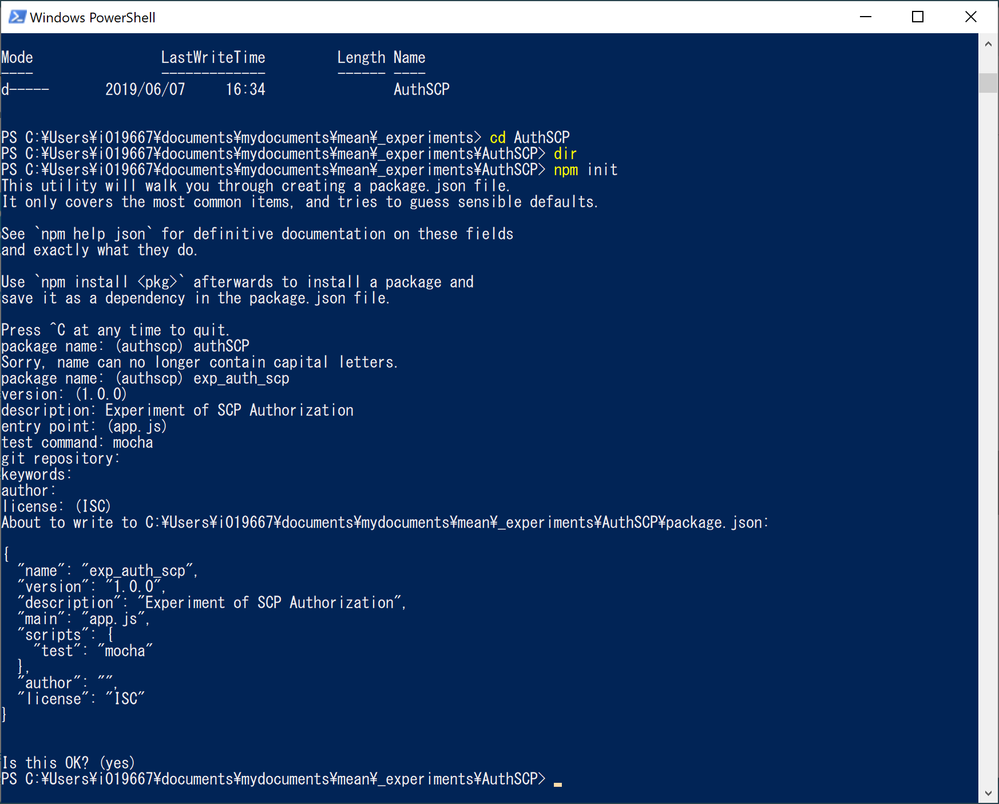 Windows PowerShell
Mode                LastWriteTime         Length Name
----                -------------         ------ ----
d-----       2019/06/07     16:34                AuthSCP
PS C:¥Users¥i019667¥documents¥mydocuments¥mean¥_experiments> cd AuthSCP
PS C:¥Users¥i019667¥documents¥mydocuments¥mean¥_experiments¥AuthSCP> dir
PS C:¥Users¥i019667¥documents¥mydocuments¥mean¥_experiments¥AuthSCP> npm init
This utility will walk you through creating a package.json file.
It only covers the most common items, and tries to guess sensible defaults.
See `npm help json` for definitive documentation on these fields
and exactly what they do.
Use `npm install <pkg>` afterwards to install a package and
save it as a dependency in the package.json file.
Press ^C at any time to quit.
package name: (authscp) authSCP
Sorry, name can no longer contain capital letters.
package name: (authscp) exp_auth_scp
version: (1.0.0)
description: Experiment of SCP Authorization
entry point: (app.js)
test command: mocha
git repository:
keywords:
author:
license: (ISC)
About to write to C:¥Users¥i019667¥documents¥mydocuments¥mean¥_experiments¥AuthSCP¥package.json:
{
  "name": "exp_auth_scp",
  "version": "1.0.0",
  "description": "Experiment of SCP Authorization",
  "main": "app.js",
  "scripts": {
    "test": "mocha"
  },
  "author": "",
  "license": "ISC"
}
Is this OK? (yes)
PS C:¥Users¥i019667¥documents¥mydocuments¥mean¥_experiments¥AuthSCP> _